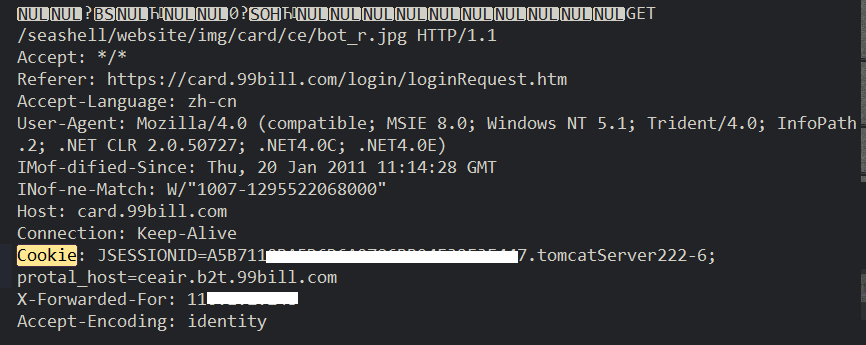 NULNUL?BSNULЋNULNUL0?SOHЋNULNULNULNULNULNULNULNULNULNULGET
/seashell/website/img/card/ce/bot_r.jpg HTTP/1.1
Accept: */*
Referer: https://card.99bill.com/login/loginRequest.htm
Accept-Language: zh-cn
User-Agent: Mozilla/4.0 (compatible; MSIE 8.0; Windows NT 5.1; Trident/4.0; InfoPath
.2; .NET CLR 2.0.50727; .NET4.0C; .NET4.0E)
IMof-dified-Since: Thu, 20 Jan 2011 11:14:28 GMT
INof-ne-Match: W/"1007-1295522068000"
Host: card.99bill.com
Connection: Keep-Alive
Cookie: JSESSIONID=A5B711 7.tomcatServer222-6;
protal_host=ceair.b2t.99bill.com
X-Forwarded-For: 11
Accept-Encoding: identity